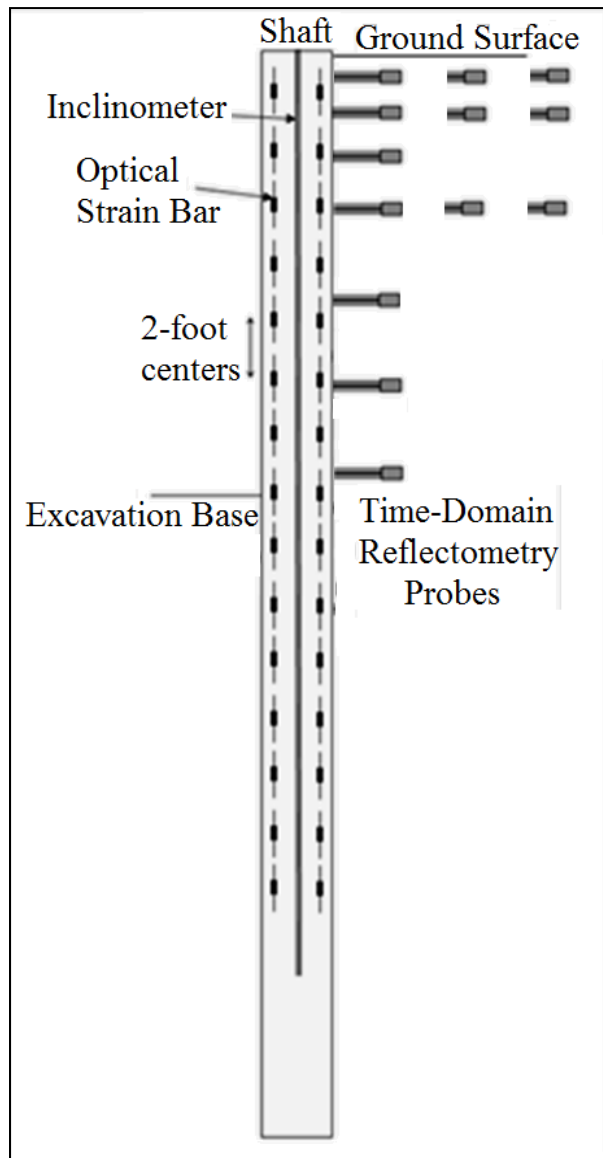 Shaft
Ground Surface
Inclinometer
Optical
Strain Bar
2-foot
centers
Excavation Base
Time-Domain
Reflectometry
Probes